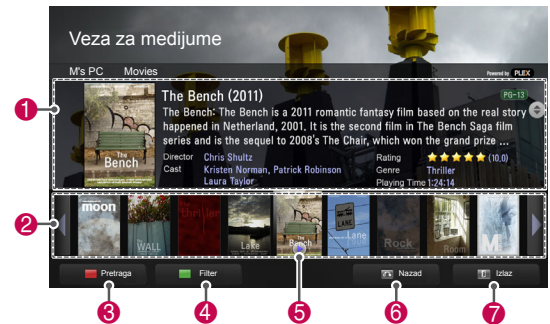 Veza za medijume
M's PC Movies
Powered by PLEX
1
The Bench (2011)
PG-13
The Bench: The Bench is a 2011 romantic fantasy film based on the real story
happened in Netherland, 2001. It is the second film in The Bench Saga film
series and is the sequel to 2008's The Chair, which won the grand prize ...
The
Bench
Director Chris Shultz
Cast Kristen Norman, Patrick Robinson
Laura Taylor
Rating (10,0)
Genre Thriller
Playing Time 1:24:14
2
moon
WALL
thriller
Lake
The
Bench
LANE
Lane
Rock
Room
M
Pretraga
Filter
Nazad
Izlaz
3
4
5
6
7